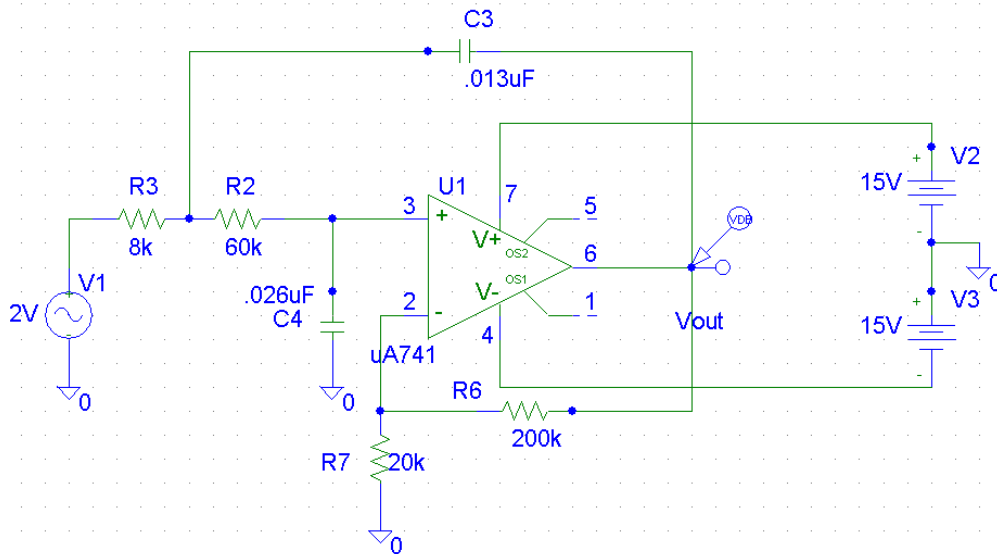 C3
.013uF
R3
R2
U1
7
5
V2
15V
3
+
V+
OS2
VDB
8k
60k
6
0
V1
2V
.026uF
C4
2
-
V-
OS1
1
Vout
V3
15V
uA741
4
0
0
R6
200k
R7
20k
0